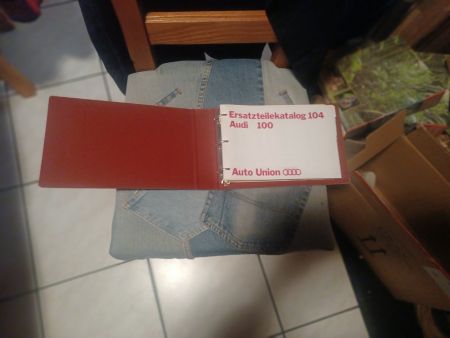 Ersatzteilekatalog 104
Audi 100
Auto Union